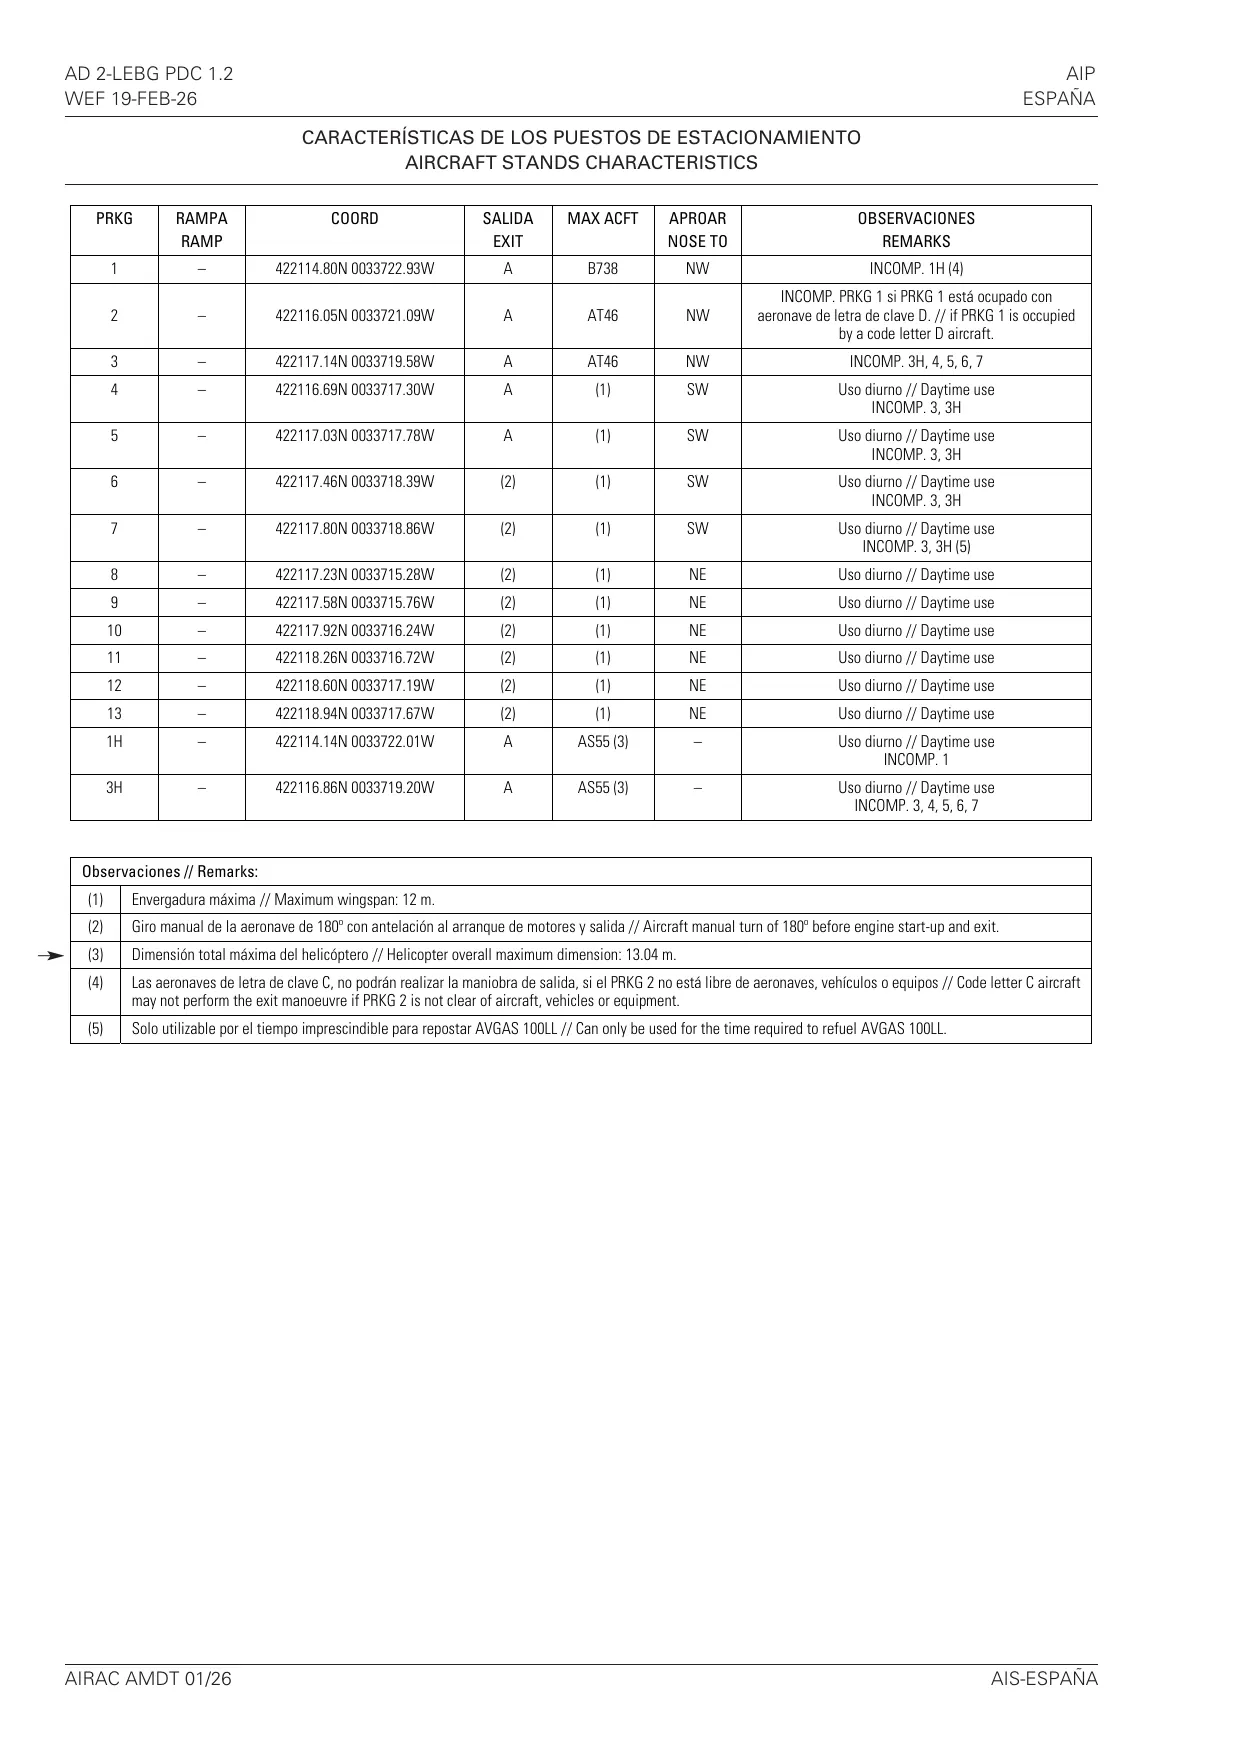 AD 2-LEBG PDC 1.2 AIP
WEF 19-FEB-26 ESPAÑA
CARACTERÍSTICAS DE LOS PUESTOS DE ESTACIONAMIENTO
AIRCRAFT STANDS CHARACTERISTICS
PRKG RAMPA COORD SALIDA MAX ACFT APROAR OBSERVACIONES
RAMP EXIT NOSE TO REMARKS
1 – 422114.80N 0033722.93W A B738 NW INCOMP. 1H (4)
INCOMP. PRKG 1 si PRKG 1 está ocupado con
2 – 422116.05N 0033721.09W A AT46 NW aeronave de letra de clave D. // if PRKG 1 is occupied
by a code letter D aircraft.
3 – 422117.14N 0033719.58W A AT46 NW INCOMP. 3H, 4, 5, 6, 7
4 – 422116.69N 0033717.30W A (1) SW Uso diurno // Daytime use
INCOMP. 3, 3H
5 – 422117.03N 0033717.78W A (1) SW Uso diurno // Daytime use
INCOMP. 3, 3H
6 – 422117.46N 0033718.39W (2) (1) SW Uso diurno // Daytime use
INCOMP. 3, 3H
7 – 422117.80N 0033718.86W (2) (1) SW Uso diurno // Daytime use
INCOMP. 3, 3H (5)
8 – 422117.23N 0033715.28W (2) (1) NE Uso diurno // Daytime use
9 – 422117.58N 0033715.76W (2) (1) NE Uso diurno // Daytime use
10 – 422117.92N 0033716.24W (2) (1) NE Uso diurno // Daytime use
11 – 422118.26N 0033716.72W (2) (1) NE Uso diurno // Daytime use
12 – 422118.60N 0033717.19W (2) (1) NE Uso diurno // Daytime use
13 – 422118.94N 0033717.67W (2) (1) NE Uso diurno // Daytime use
1H – 422114.14N 0033722.01W A AS55 (3) – Uso diurno // Daytime use
INCOMP. 1
3H – 422116.86N 0033719.20W A AS55 (3) – Uso diurno // Daytime use
INCOMP. 3, 4, 5, 6, 7
Observaciones // Remarks:
(1) Envergadura máxima // Maximum wingspan: 12 m.
(2) Giro manual de la aeronave de 180º con antelación al arranque de motores y salida // Aircraft manual turn of 180º before engine start-up and exit.
(3) Dimensión total máxima del helicóptero // Helicopter overall maximum dimension: 13.04 m.
(4) Las aeronaves de letra de clave C, no podrán realizar la maniobra de salida, si el PRKG 2 no está libre de aeronaves, vehículos o equipos // Code letter C aircraft
may not perform the exit manoeuvre if PRKG 2 is not clear of aircraft, vehicles or equipment.
(5) Solo utilizable por el tiempo imprescindible para repostar AVGAS 100LL // Can only be used for the time required to refuel AVGAS 100LL.
AIRAC AMDT 01/26 AIS-ESPAÑA